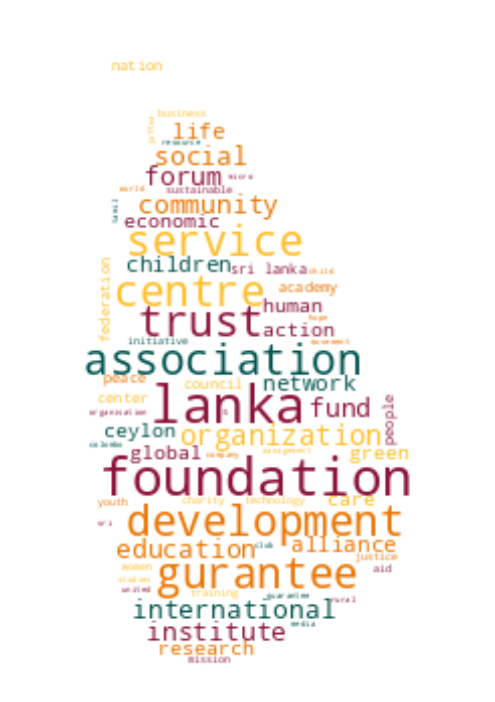 nation
business
jaffna
life
resource
social
forum micro
world sustainable
community
tamil
economic
service
children sri lanka child
federation
centre academy
human
trust hope
action
initiative movement
association
peace council network
center
lanka fund people
organisation
ceylon organization
colombo
global company management green
foundation
youth charity technology care
sri development
education club alliance
justice
women gurantee aid
studies
united training guarantee rural
international
institute media
research
mission